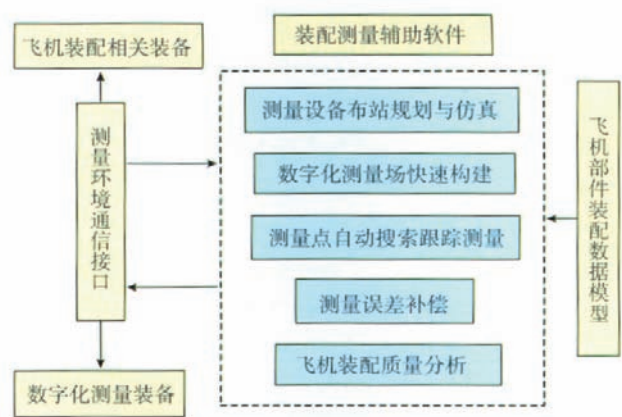 飞机装配相关装备
装配测量辅助软件
测量环境通信接口
测量设备布站规划与仿真
数字化测量场快速构建
测量点自动搜索跟踪测量
测量误差补偿
飞机装配质量分析
飞机部件装配数据模型
数字化测量装备